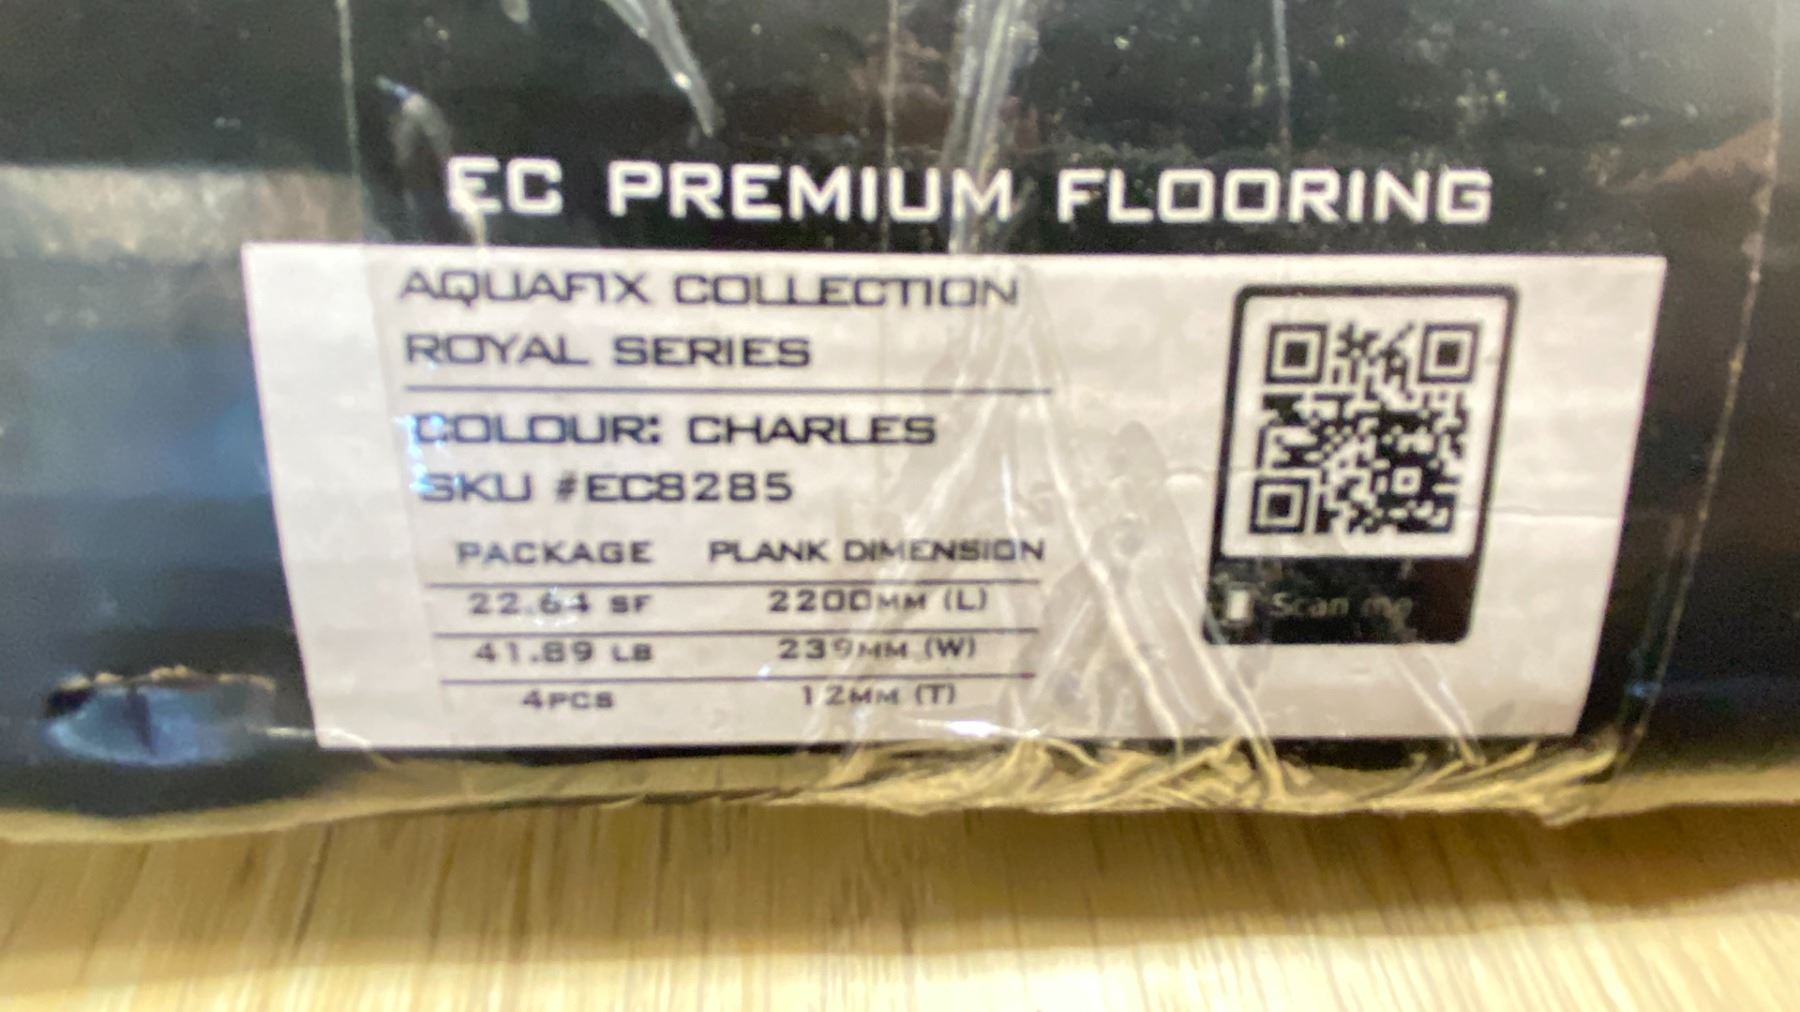 EC PREMIUM FLOORING
AQUAFIX COLLECTION
ROYAL SERIES
COLOUR: CHARLES
SKU #EC8285
PACKAGE PLANK DIMENSION
22.64 SF 2200MM (L)
41.89 LB 239MM (W)
4PCS 12MM (T)
Scan me